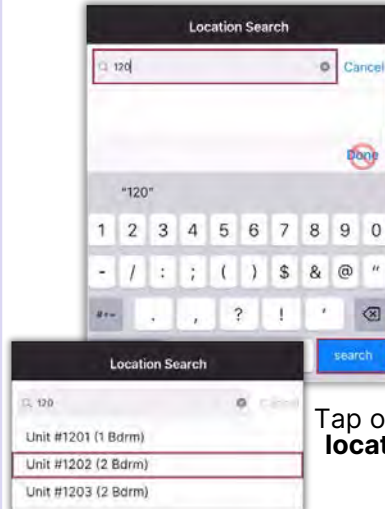 Location Search
120
Cancel
Done
"120"
1 2 3 4 5 6 7 8 9 0
- / : ; ( ) $ & @ "
#+= . , ? ! '
search
Location Search
120
Cancel
Unit #1201 (1 Bdrm)
Unit #1202 (2 Bdrm)
Unit #1203 (2 Bdrm)
Tap o
locat